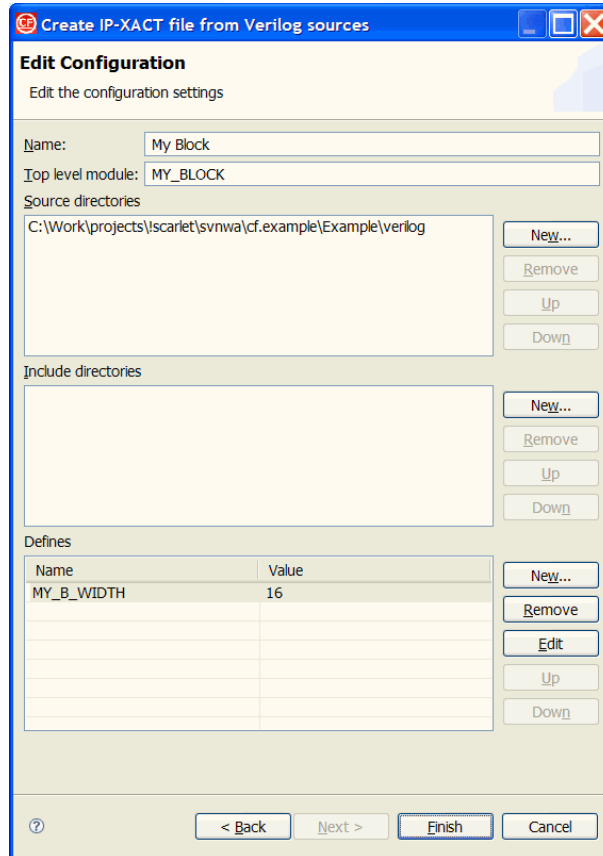 Create IP-XACT file from Verilog sources
Edit Configuration
Edit the configuration settings
Name: My Block
Top level module: MY_BLOCK
Source directories
C:\Work\projects\!scarlet\svnwa\cf.example\Example\verilog
New...
Remove
Up
Down
Include directories
New...
Remove
Up
Down
Defines
Name Value
MY_B_WIDTH 16
New...
Remove
Edit
Up
Down
? < Back Next > Finish Cancel